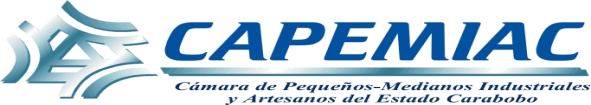 CAPEMIAC
Cámara de Pequeños-Medianos Industriales
y Artesanos del Estado Carabobo